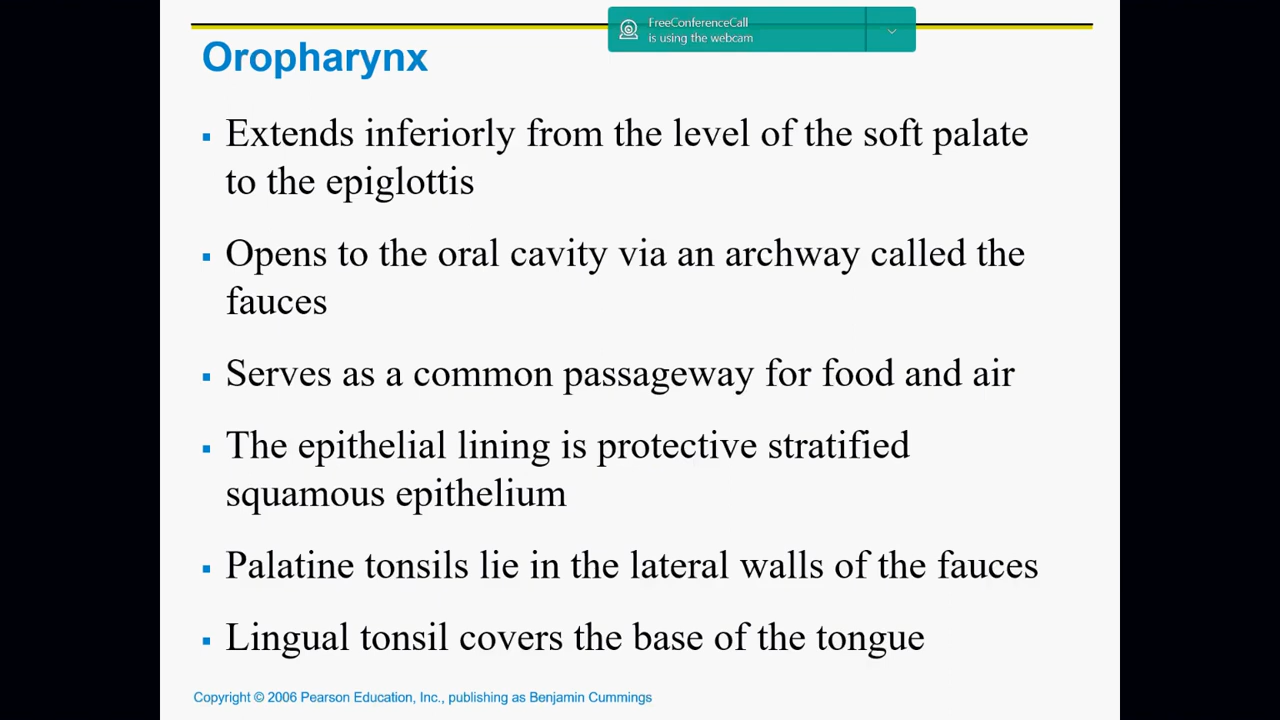 FreeConferenceCall
is using the webcam
Oropharynx
▪ Extends inferiorly from the level of the soft palate
to the epiglottis
▪ Opens to the oral cavity via an archway called the
fauces
▪ Serves as a common passageway for food and air
▪ The epithelial lining is protective stratified
squamous epithelium
▪ Palatine tonsils lie in the lateral walls of the fauces
▪ Lingual tonsil covers the base of the tongue
Copyright © 2006 Pearson Education, Inc., publishing as Benjamin Cummings